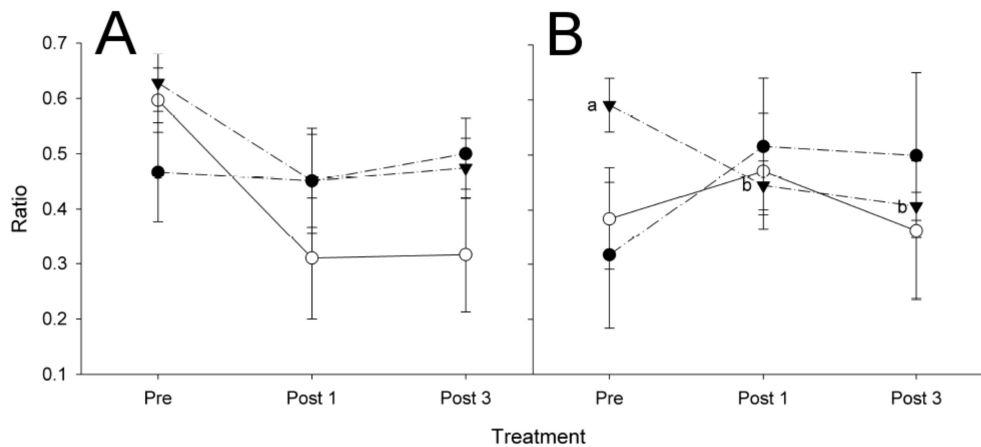 A
B
0.7
0.6
0.5
0.4
0.3
0.2
0.1
Ratio
a
b
b
Pre
Post 1
Post 3
Pre
Post 1
Post 3
Treatment